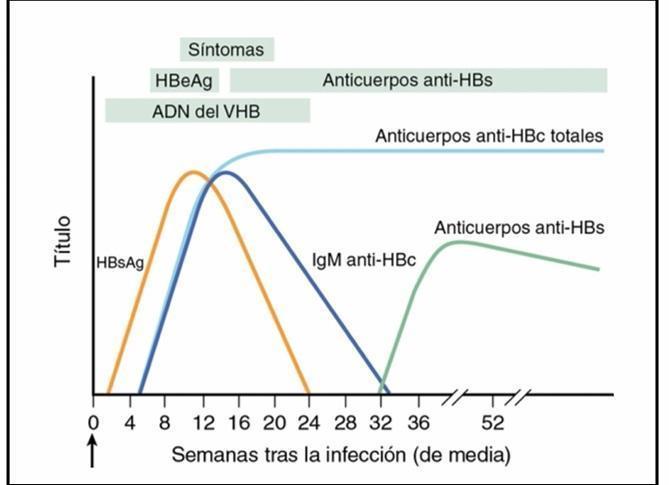 Síntomas
HBeAg
Anticuerpos anti-HBs
ADN del VHB
Anticuerpos anti-HBc totales
Anticuerpos anti-HBs
HBsAg
IgM anti-HBc
Título
0 4 8 12 16 20 24 28 32 36 52
Semanas tras la infección (de media)